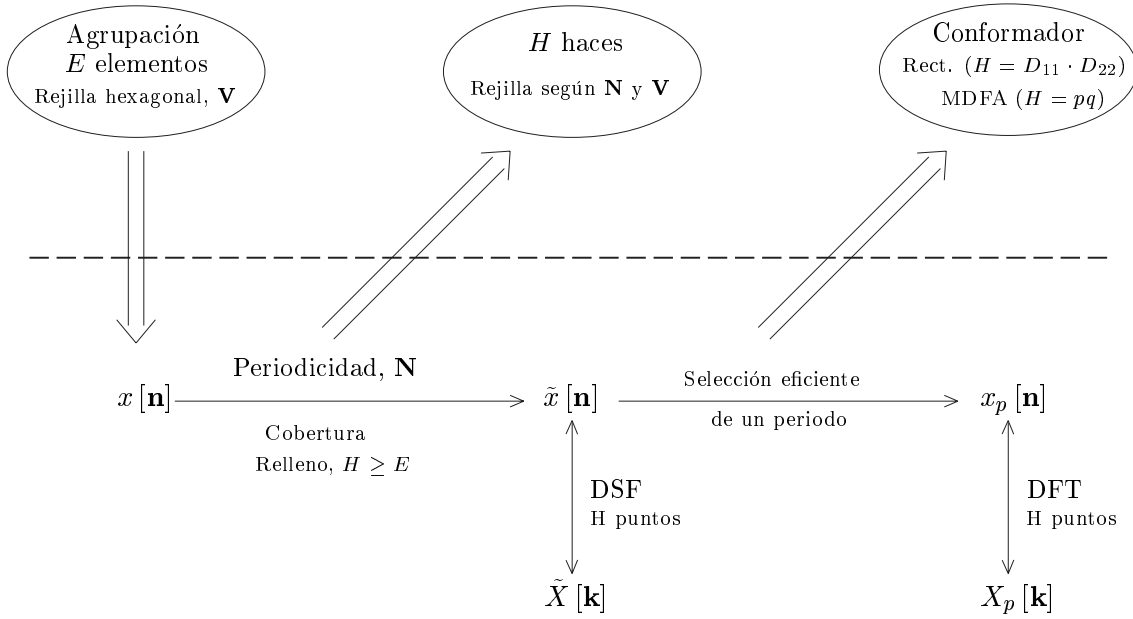 Agrupación
E elementos
Rejilla hexagonal, V
H haces
Rejilla según N y V
Conformador
Rect. (H = D₁₁ · D₂₂)
MDFA (H = pq)
Periodicidad, N
x [n]
Cobertura
Relleno, H ≥ E
x̃ [n]
Selección eficiente
de un periodo
xₚ [n]
DSF
H puntos
DFT
H puntos
X̃ [k]
Xₚ [k]